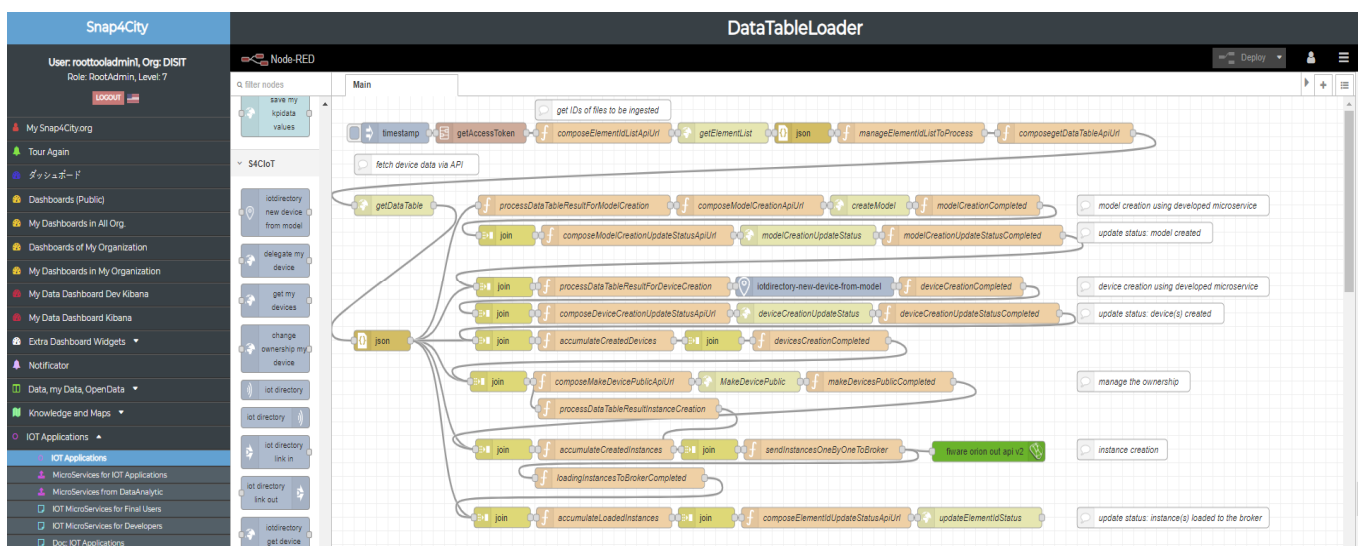 Snap4City
DataTableLoader
User: roottooladmin1, Org: DISIT
Role: RootAdmin, Level: 7
LOGOUT
My Snap4City.org
Tour Again
ダッシュボード
Dashboards (Public)
My Dashboards in All Org.
Dashboards of My Organization
My Dashboards in My Organization
My Data Dashboard Dev Kibana
My Data Dashboard Kibana
Extra Dashboard Widgets
Notificator
Data, my Data, OpenData
Knowledge and Maps
IOT Applications
IOT Applications
MicroServices for IOT Applications
MicroServices from DataAnalytic
IOT MicroServices for Final Users
IOT MicroServices for Developers
Doc: IOT Applications
Node-RED
Deploy
filter nodes
Main
save my
kpidata
values
S4CIoT
iotdirectory
new device
from model
delegate my
device
get my
devices
change
ownership my
device
iot directory
iot directory
iot directory
link in
iot directory
link out
iotdirectory
get device
get IDs of files to be ingested
timestamp
getAccessToken
composeElementIdListApiUrl
getElementList
json
manageElementIdListToProcess
composegetDataTableApiUrl
fetch device data via API
getDataTable
processDataTableResultForModelCreation
composeModelCreationApiUrl
createModel
modelCreationCompleted
model creation using developed microservice
join
composeModelCreationUpdateStatusApiUrl
modelCreationUpdateStatus
modelCreationUpdateStatusCompleted
update status: model created
join
processDataTableResultForDeviceCreation
iotdirectory-new-device-from-model
deviceCreationCompleted
device creation using developed microservice
join
composeDeviceCreationUpdateStatusApiUrl
deviceCreationUpdateStatus
deviceCreationUpdateStatusCompleted
update status: device(s) created
json
join
accumulateCreatedDevices
join
devicesCreationCompleted
join
composeMakeDevicePublicApiUrl
MakeDevicePublic
makeDevicesPublicCompleted
manage the ownership
processDataTableResultInstanceCreation
join
accumulateCreatedInstances
join
sendInstancesOneByOneToBroker
fiware orion out api v2
instance creation
loadingInstancesToBrokerCompleted
join
accumulateLoadedInstances
join
composeElementIdUpdateStatusApiUrl
updateElementIdStatus
update status: instance(s) loaded to the broker